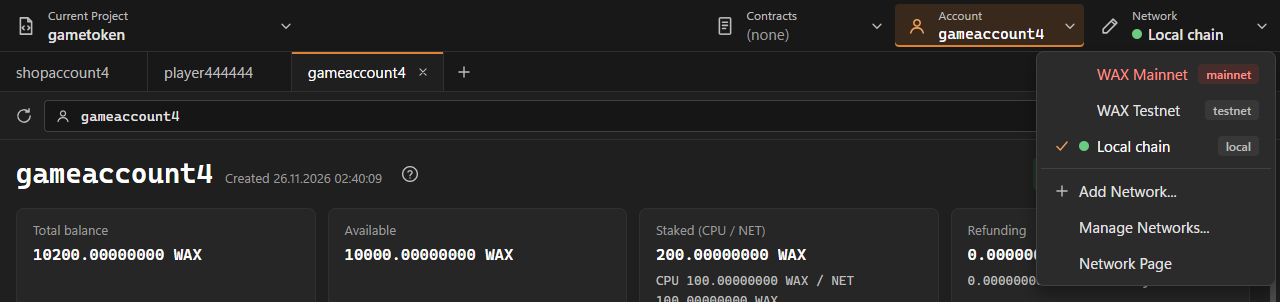 Current Project
gametoken
Contracts
(none)
Account
gameaccount4
Network
Local chain
shopaccount4
player444444
gameaccount4
gameaccount4
WAX Mainnet mainnet
WAX Testnet testnet
Local chain local
Add Network...
Manage Networks...
Network Page
gameaccount4 Created 26.11.2026 02:40:09
Total balance
10200.00000000 WAX
Available
10000.00000000 WAX
Staked (CPU / NET)
200.00000000 WAX
CPU 100.00000000 WAX / NET
100.00000000 WAX
Refunding